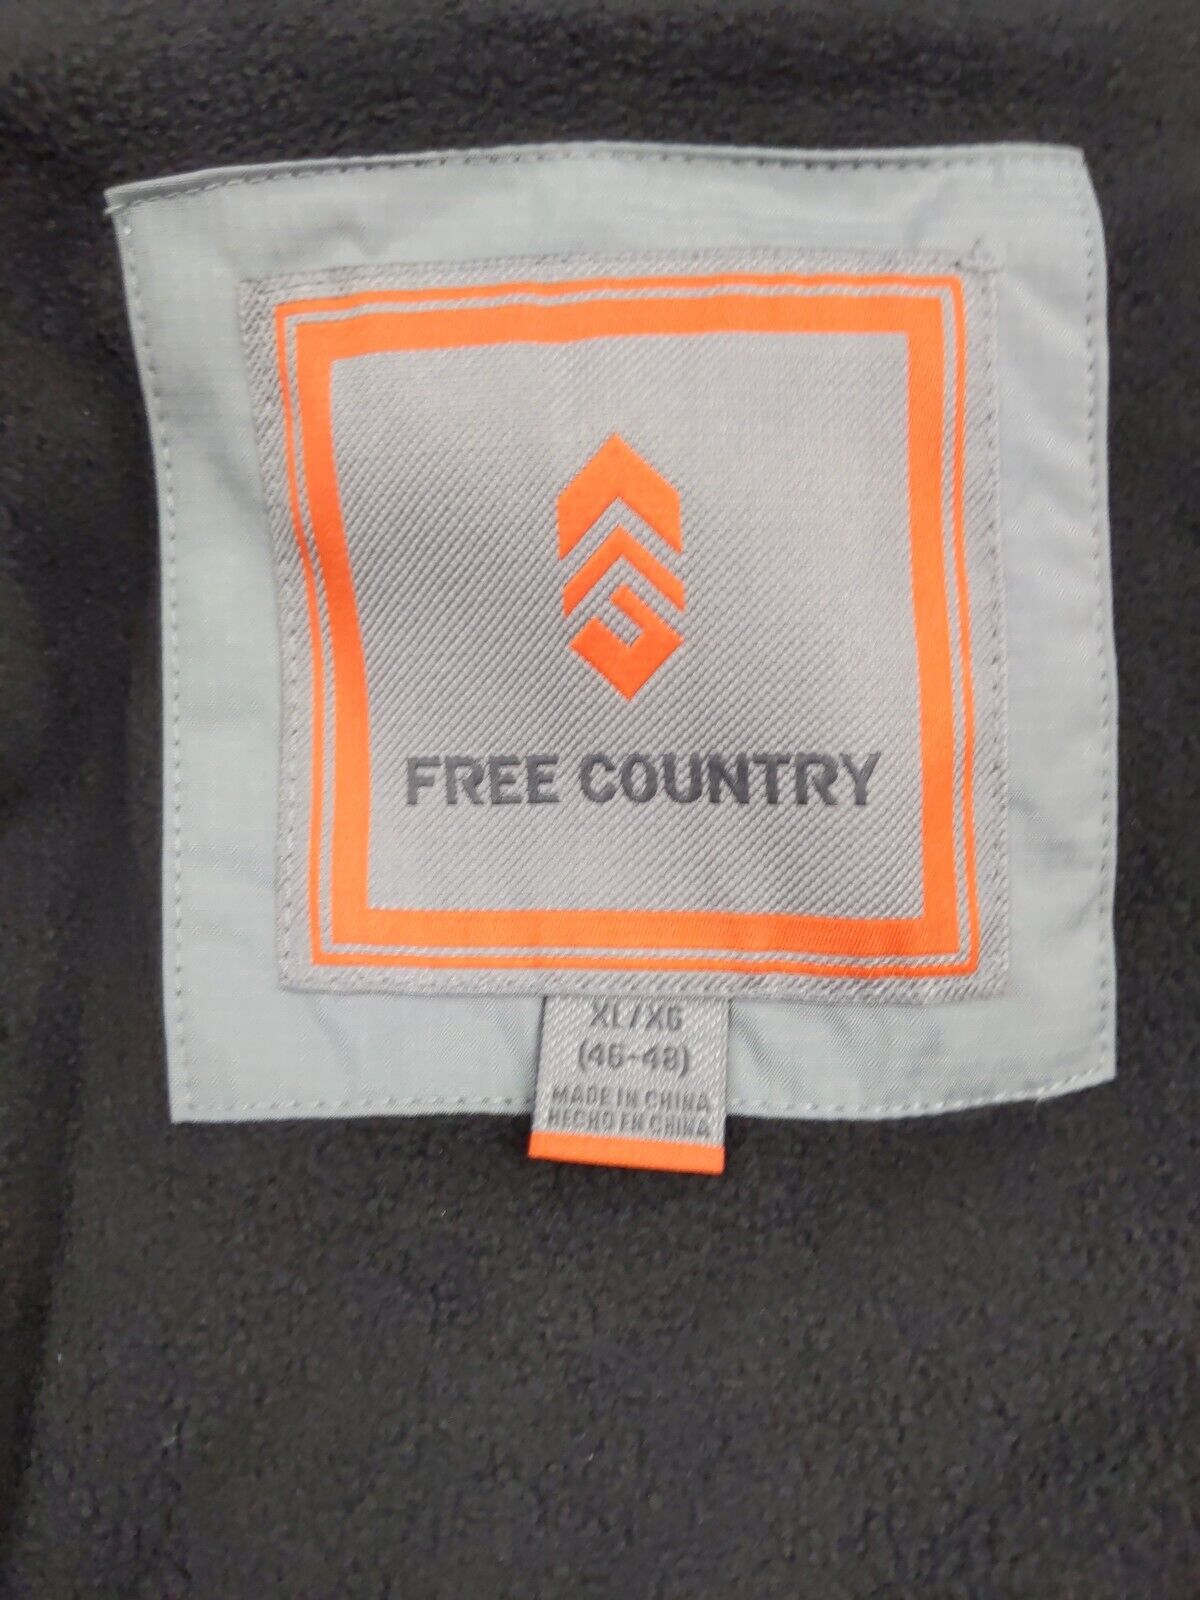 FREE COUNTRY
XL/XG
(46-48)
MADE IN CHINA
HECHO EN CHINA